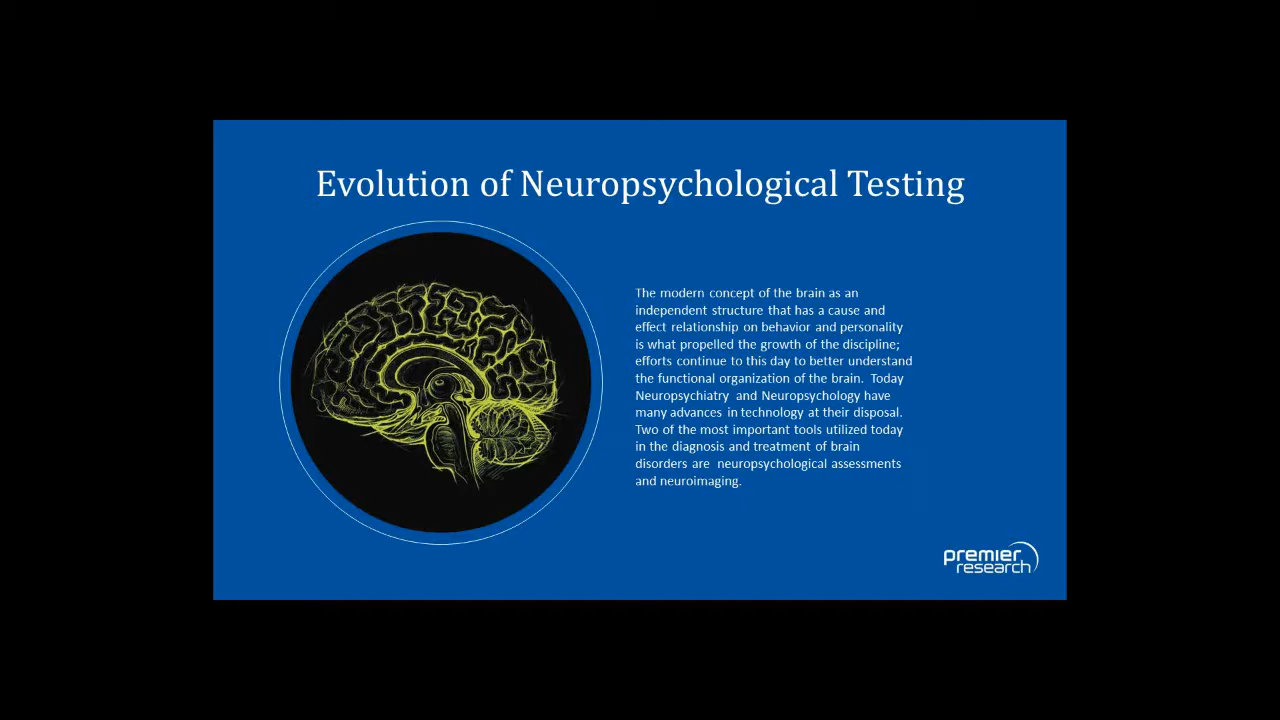 Evolution of Neuropsychological Testing
The modern concept of the brain as an
independent structure that has a cause and
effect relationship on behavior and personality
is what propelled the growth of the discipline;
efforts continue to this day to better understand
the functional organization of the brain. Today
Neuropsychiatry and Neuropsychology have
many advances in technology at their disposal.
Two of the most important tools utilized today
in the diagnosis and treatment of brain
disorders are neuropsychological assessments
and neuroimaging.
premier
research